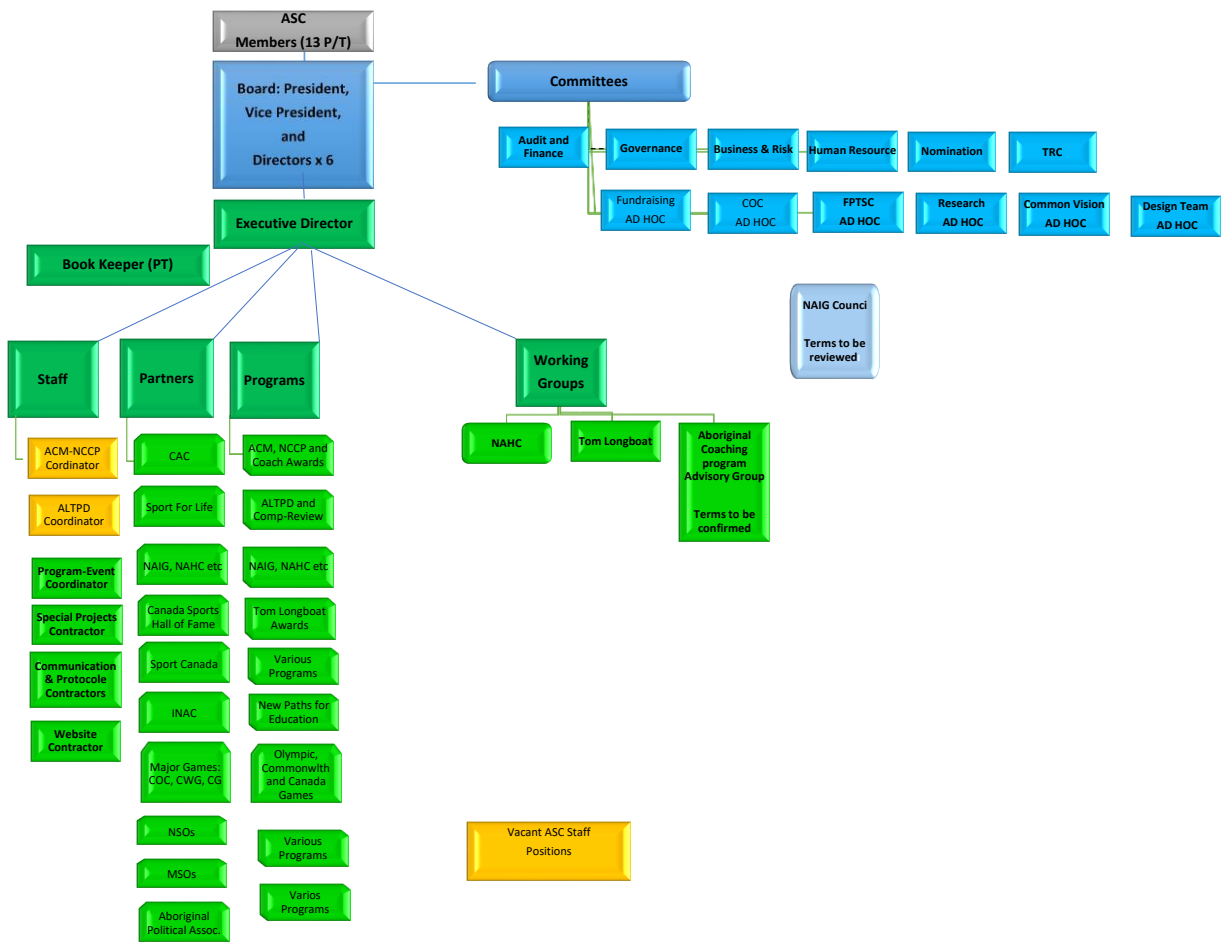 ASC
Members (13 P/T)
Board: President,
Vice President,
and
Directors x 6
Committees
Audit and
Finance
Governance
Business & Risk
Human Resource
Nomination
TRC
Fundraising
AD HOC
COC
AD HOC
FPTSC
AD HOC
Research
AD HOC
Common Vision
AD HOC
Design Team
AD HOC
Executive Director
Book Keeper (PT)
NAIG Counci
Terms to be
reviewed
Staff
Partners
Programs
Working
Groups
ACM-NCCP
Cordinator
ALTPD
Coordinator
Program-Event
Coordinator
Special Projects
Contractor
Communication
& Protocole
Contractors
Website
Contractor
CAC
Sport For Life
NAIG, NAHC etc
Canada Sports
Hall of Fame
Sport Canada
INAC
Major Games:
COC, CWG, CG
NSOs
MSOs
Aboriginal
Political Assoc.
ACM, NCCP and
Coach Awards
ALTPD and
Comp-Review
NAIG, NAHC etc
Tom Longboat
Awards
Various
Programs
New Paths for
Education
Olympic,
Commonwlth
and Canada
Games
Various
Programs
Varios
Programs
NAHC
Tom Longboat
Aboriginal
Coaching
program
Advisory Group
Terms to be
confirmed
Vacant ASC Staff
Positions